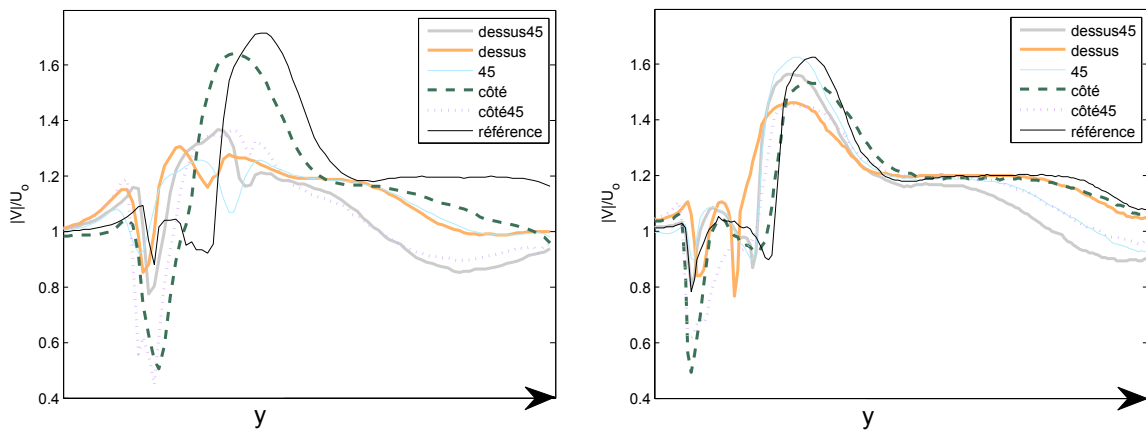 dessus45
dessus
45
côté
côté45
référence
1.6
1.4
1.2
1
0.8
0.6
0.4
|V|/Uo
y
dessus45
dessus
45
côté
côté45
référence
1.6
1.4
1.2
1
0.8
0.6
0.4
|V|/Uo
y